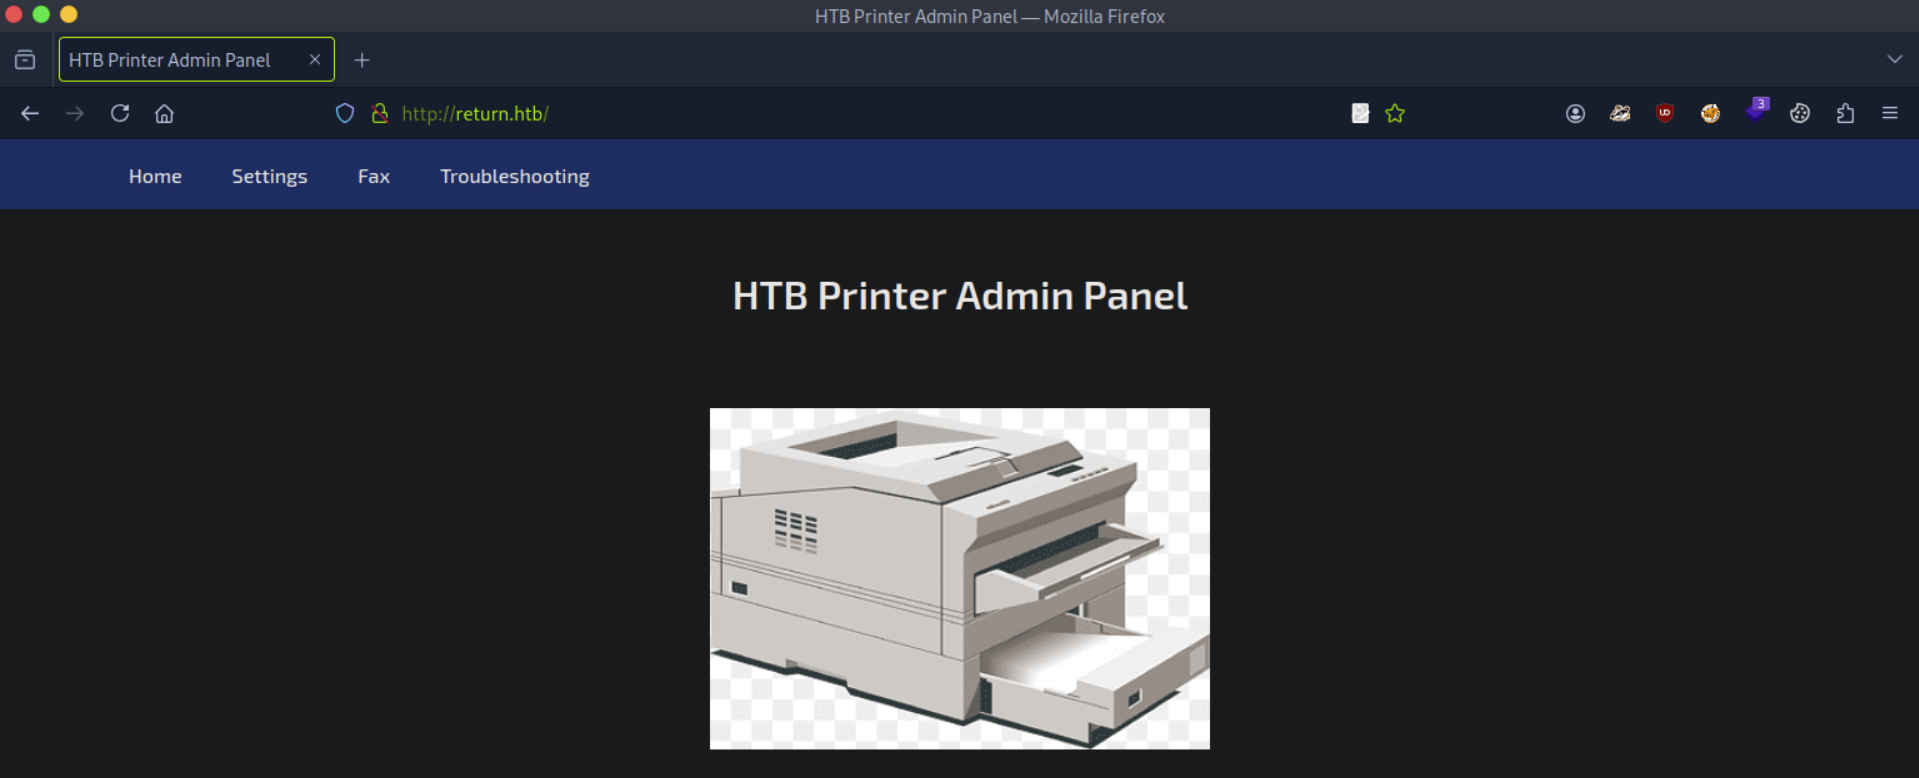 HTB Printer Admin Panel — Mozilla Firefox
HTB Printer Admin Panel
http://return.htb/
3
Home Settings Fax Troubleshooting
HTB Printer Admin Panel